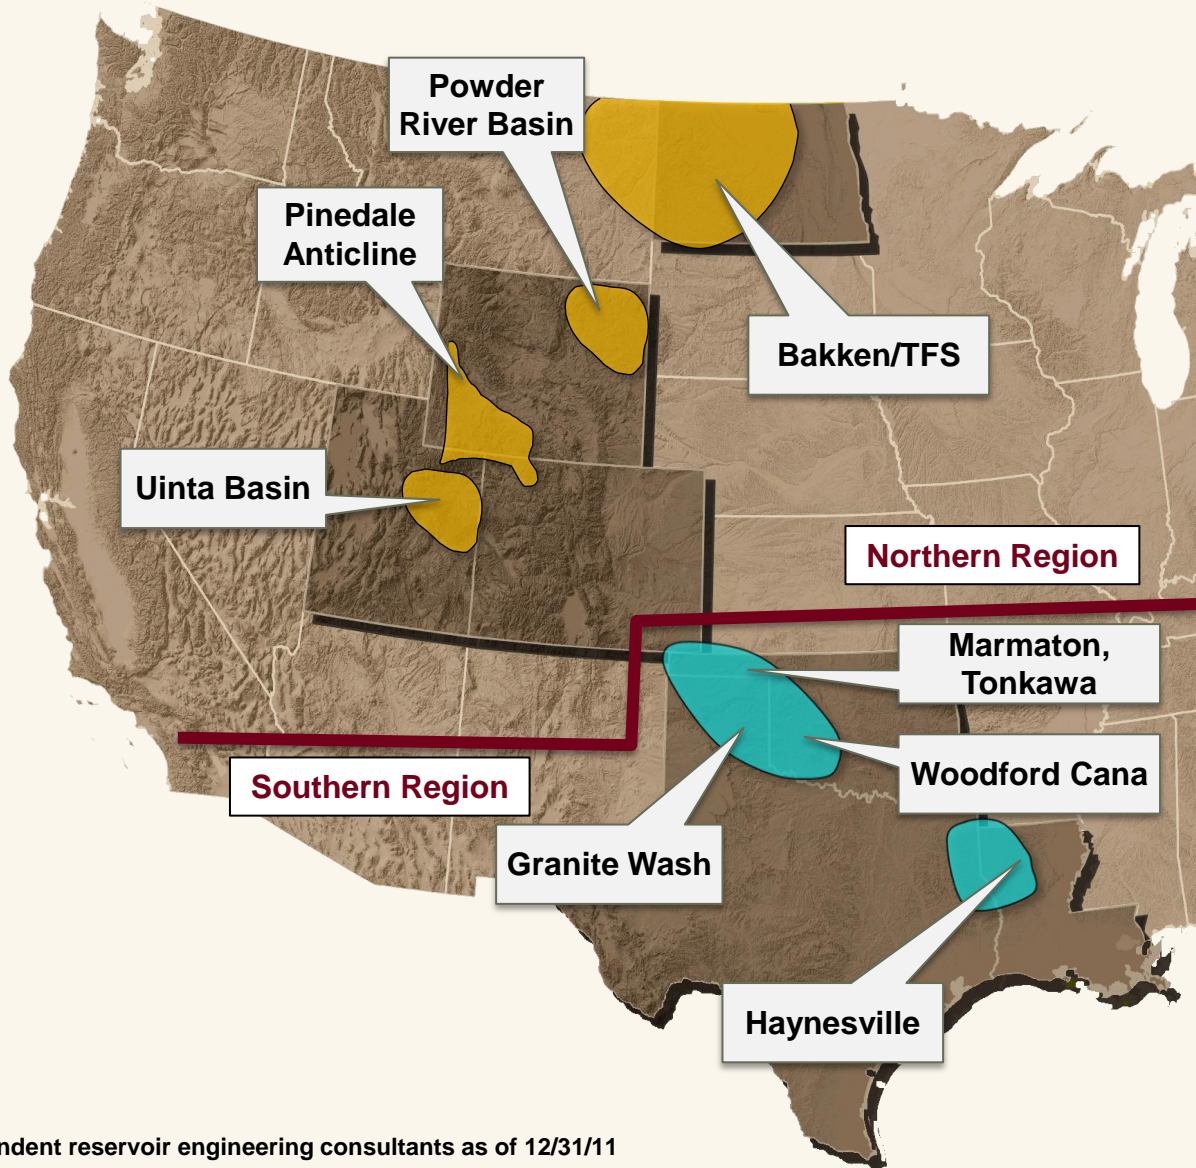 Powder
River Basin
Pinedale
Anticline
Bakken/TFS
Uinta Basin
Northern Region
Marmaton,
Tonkawa
Southern Region
Woodford Cana
Granite Wash
Haynesville
ndent reservoir engineering consultants as of 12/31/11